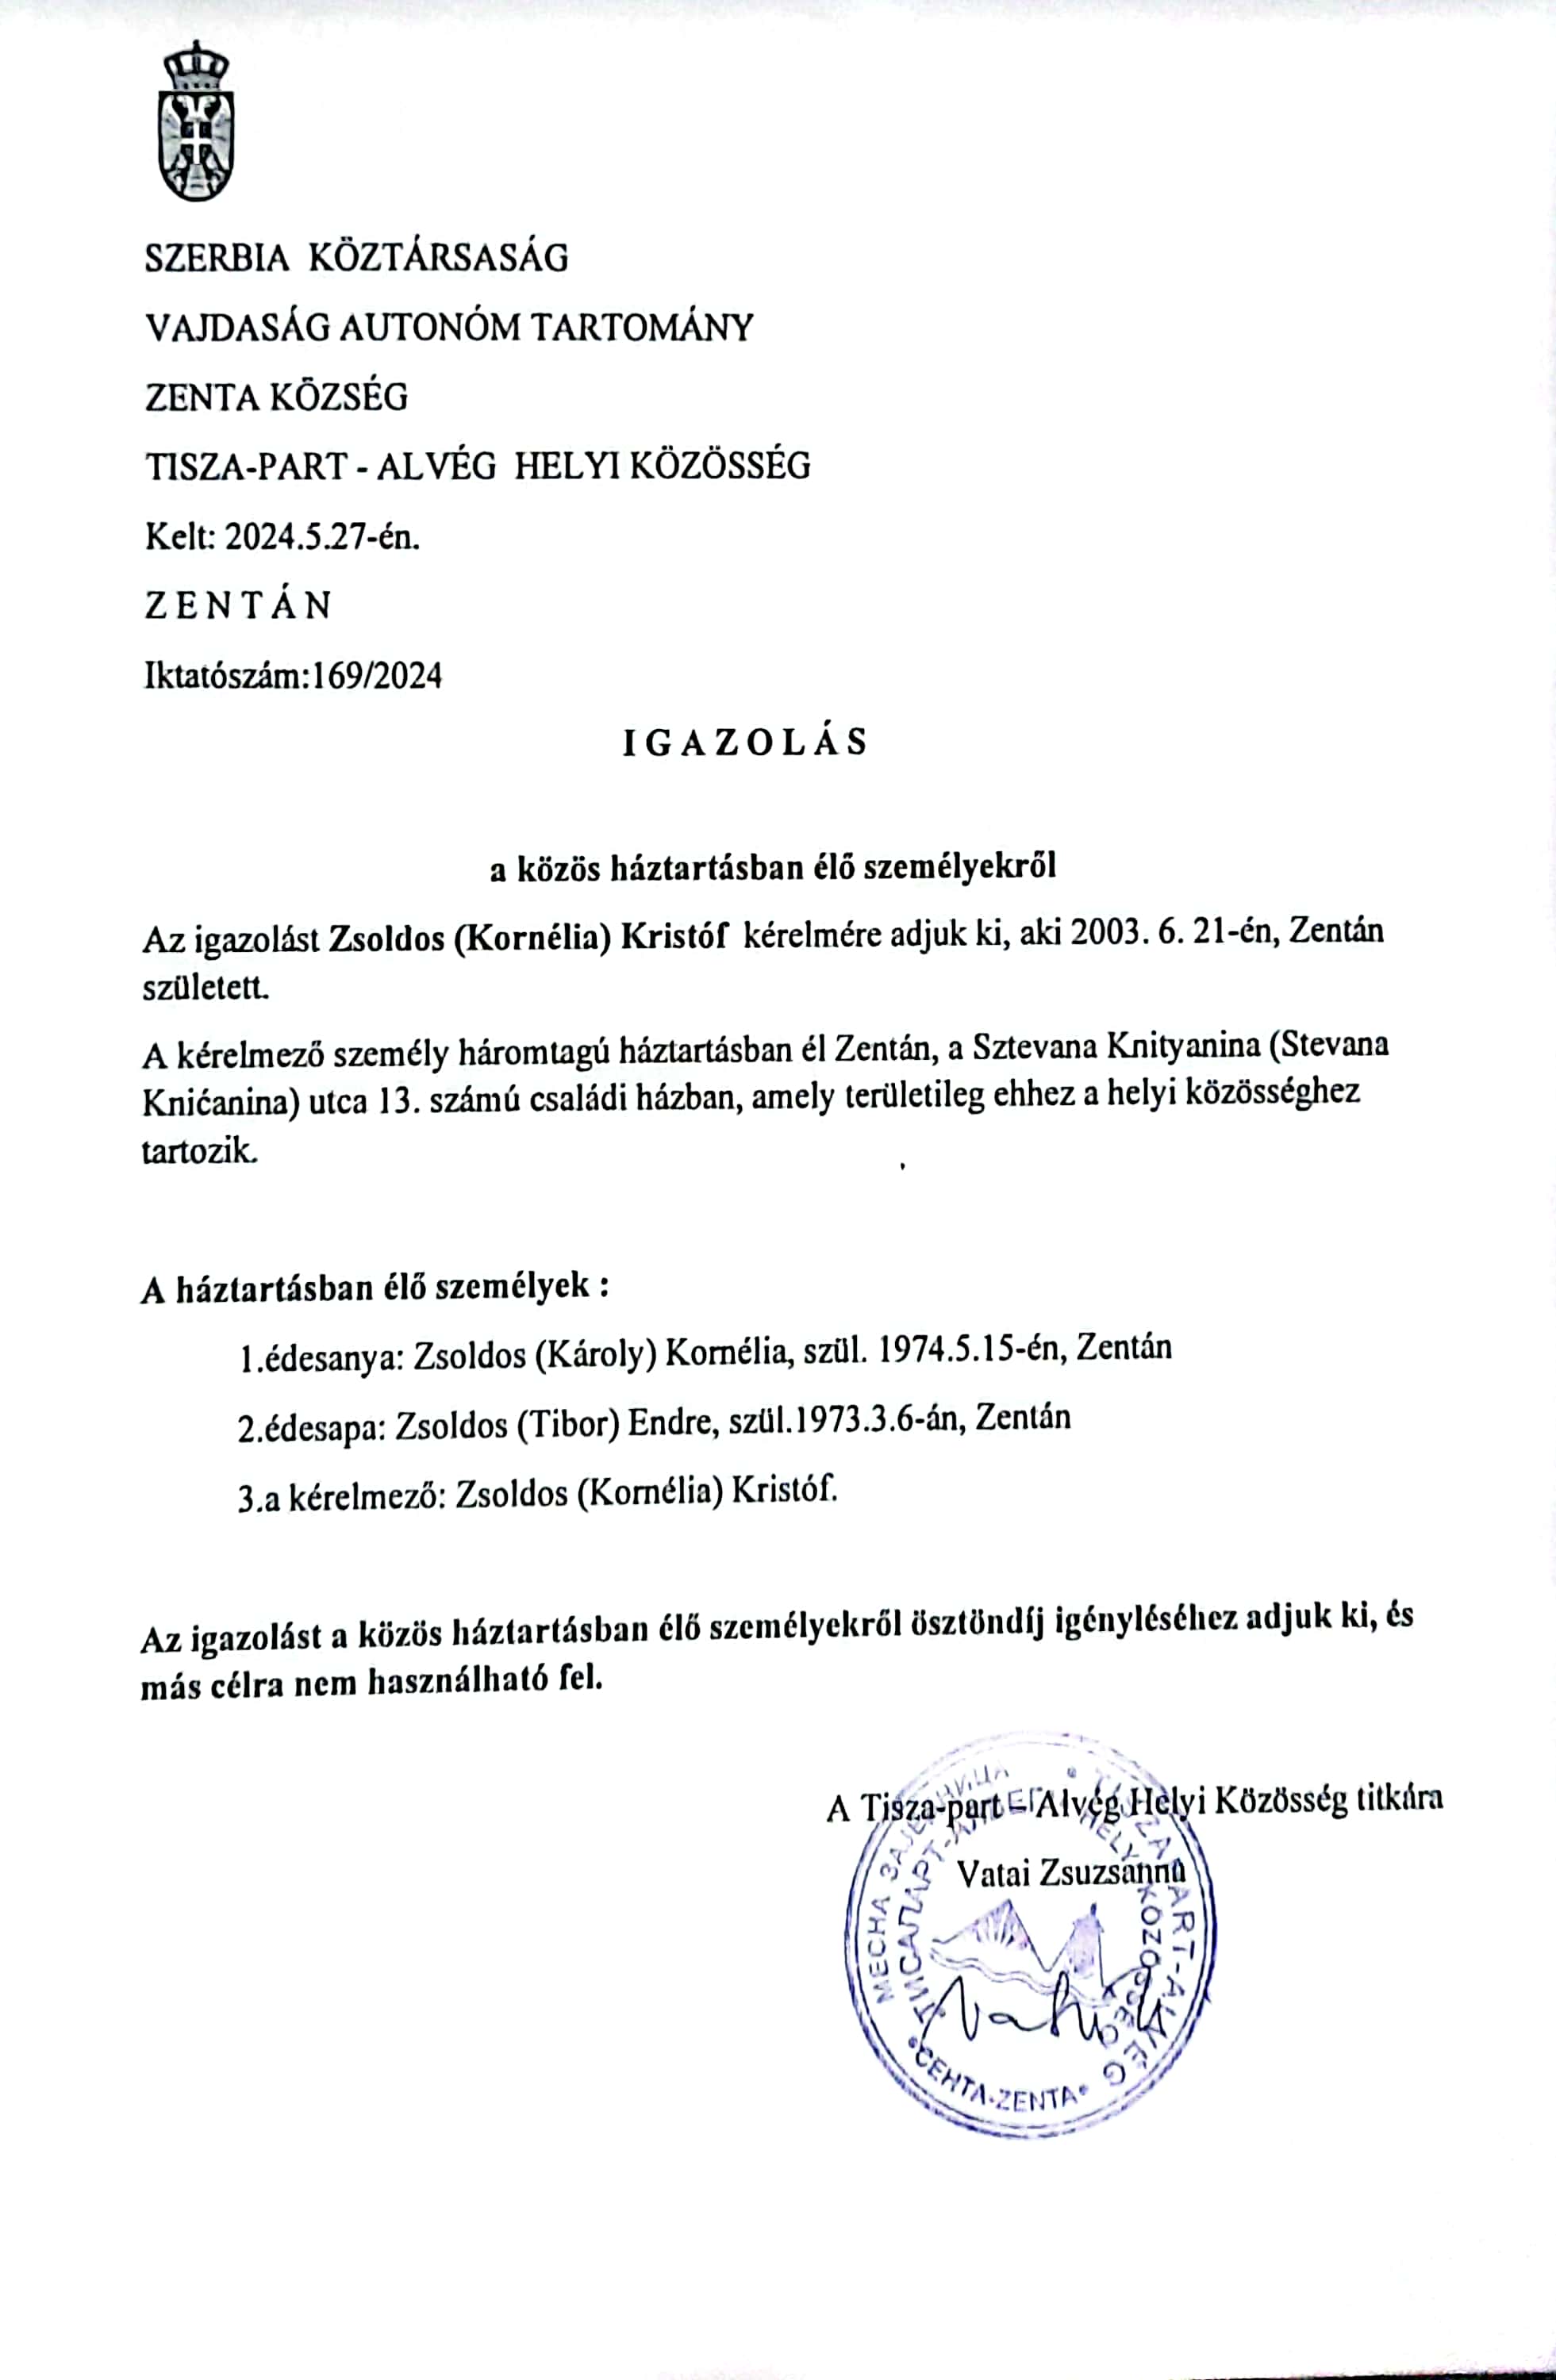 SZERBIA KÖZTÁRSASÁG
VAJDASÁG AUTONÓM TARTOMÁNY
ZENTA KÖZSÉG
TISZA-PART - ALVÉG HELYI KÖZÖSSÉG
Kelt: 2024.5.27-én.
Z E N T Á N
Iktatószám:169/2024
I G A Z O L Á S
a közös háztartásban élő személyekről
Az igazolást Zsoldos (Kornélia) Kristóf kérelmére adjuk ki, aki 2003. 6. 21-én, Zentán
született.
A kérelmező személy háromtagú háztartásban él Zentán, a Sztevana Knityanina (Stevana
Knićanina) utca 13. számú családi házban, amely területileg ehhez a helyi közösséghez
tartozik.
A háztartásban élő személyek :
1.édesanya: Zsoldos (Károly) Kornélia, szül. 1974.5.15-én, Zentán
2.édesapa: Zsoldos (Tibor) Endre, szül.1973.3.6-án, Zentán
3.a kérelmező: Zsoldos (Kornélia) Kristóf.
Az igazolást a közös háztartásban élő személyekről ösztöndíj igényléséhez adjuk ki, és
más célra nem használható fel.
A Tisza-part - Alvég Helyi Közösség titkára
Vatai Zsuzsanna
МЕСНА ЗАЈЕДНИЦА
TISZAPART-ALVÉG
HELYI KÖZÖSSÉG
СЕНТА-ZENTA